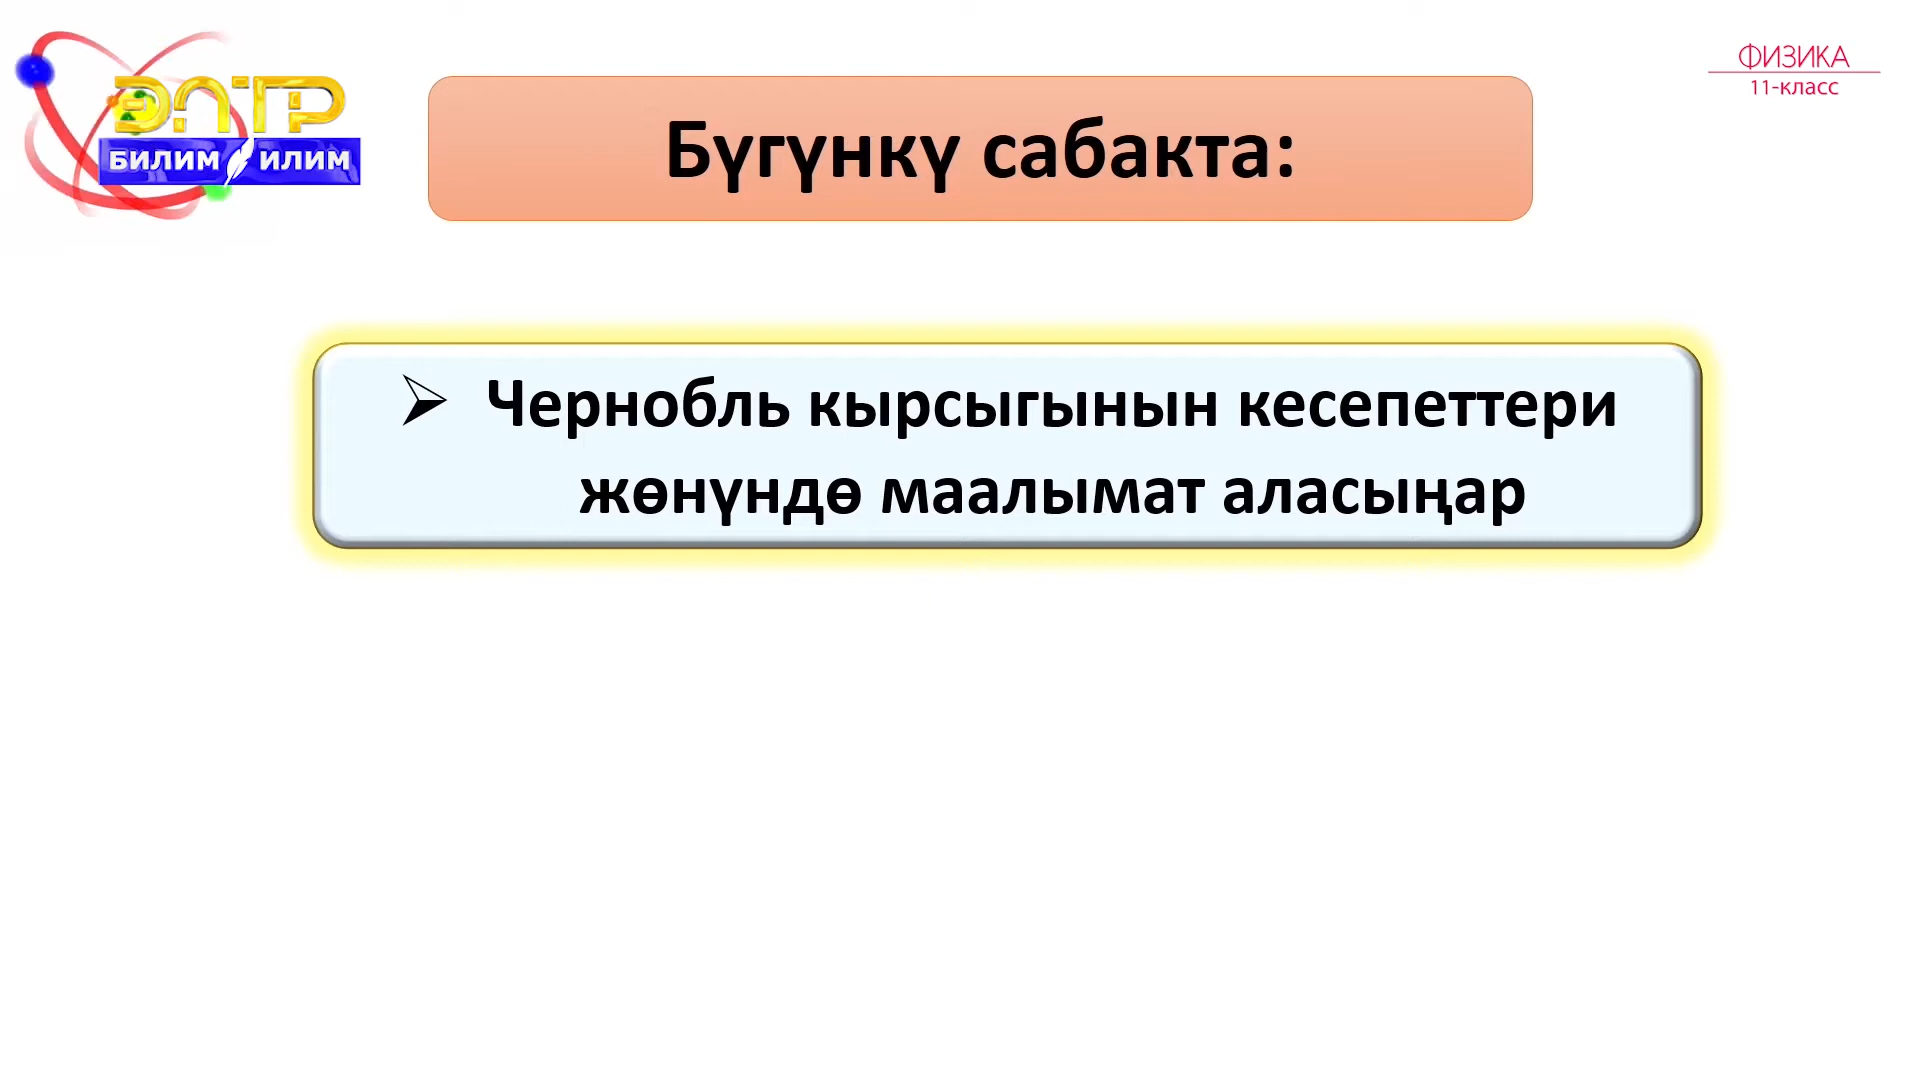 ЭЛТР
БИЛИМ ИЛИМ
ФИЗИКА
11-класс
Бүгүнкү сабакта:
Чернобль кырсыгынын кесепеттери
жөнүндө маалымат аласыңар